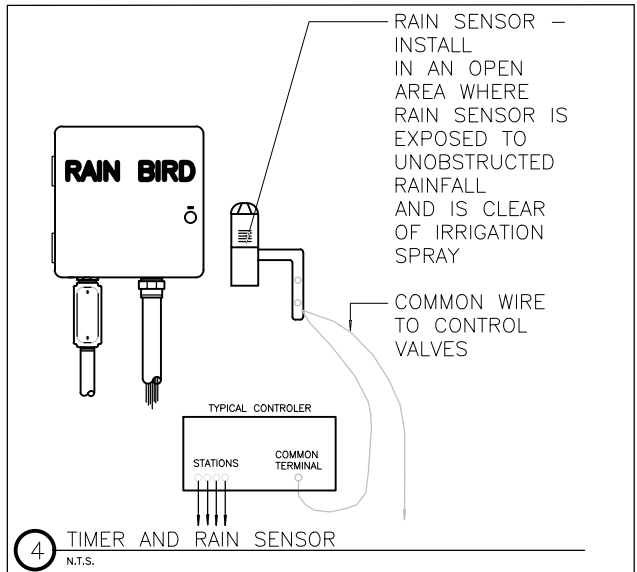 RAIN SENSOR –
INSTALL
IN AN OPEN
AREA WHERE
RAIN SENSOR IS
EXPOSED TO
UNOBSTRUCTED
RAINFALL
AND IS CLEAR
OF IRRIGATION
SPRAY
RAIN BIRD
COMMON WIRE
TO CONTROL
VALVES
TYPICAL CONTROLER
STATIONS
COMMON
TERMINAL
4
TIMER AND RAIN SENSOR
N.T.S.